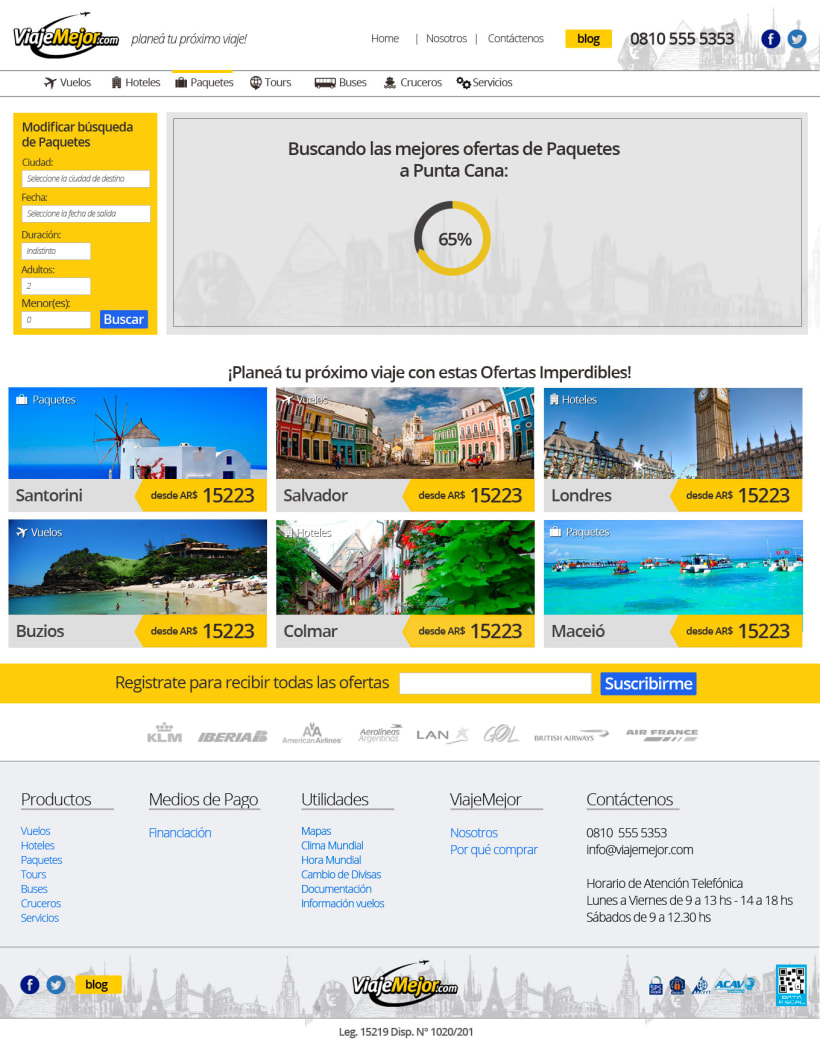 ViajeMejor.com
planeá tu próximo viaje!
Home | Nosotros | Contáctenos
blog
0810 555 5353
Vuelos
Hoteles
Paquetes
Tours
Buses
Cruceros
Servicios
Modificar búsqueda
de Paquetes
Ciudad:
Seleccione la ciudad de destino
Fecha:
Seleccione la fecha de salida
Duración:
Indistinto
Adultos:
2
Menor(es):
0
Buscar
Buscando las mejores ofertas de Paquetes
a Punta Cana:
65%
¡Planeá tu próximo viaje con estas Ofertas Imperdibles!
Paquetes
Santorini
desde AR$ 15223
Vuelos
Salvador
desde AR$ 15223
Hoteles
Londres
desde AR$ 15223
Vuelos
Buzios
desde AR$ 15223
Hoteles
Colmar
desde AR$ 15223
Paquetes
Maceió
desde AR$ 15223
Registrate para recibir todas las ofertas
Suscribirme
KLM
IBERIA
AmericanAirlines
Aerolíneas
Argentinas
LAN
GOL
BRITISH AIRWAYS
AIR FRANCE
Productos
Vuelos
Hoteles
Paquetes
Tours
Buses
Cruceros
Servicios
Medios de Pago
Financiación
Utilidades
Mapas
Clima Mundial
Hora Mundial
Cambio de Divisas
Documentación
Información vuelos
ViajeMejor
Nosotros
Por qué comprar
Contáctenos
0810 555 5353
info@viajemejor.com
Horario de Atención Telefónica
Lunes a Viernes de 9 a 13 hs - 14 a 18 hs
Sábados de 9 a 12.30 hs
blog
ViajeMejor.com
ACAV
DATA
FISCAL
Leg. 15219 Disp. N° 1020/201